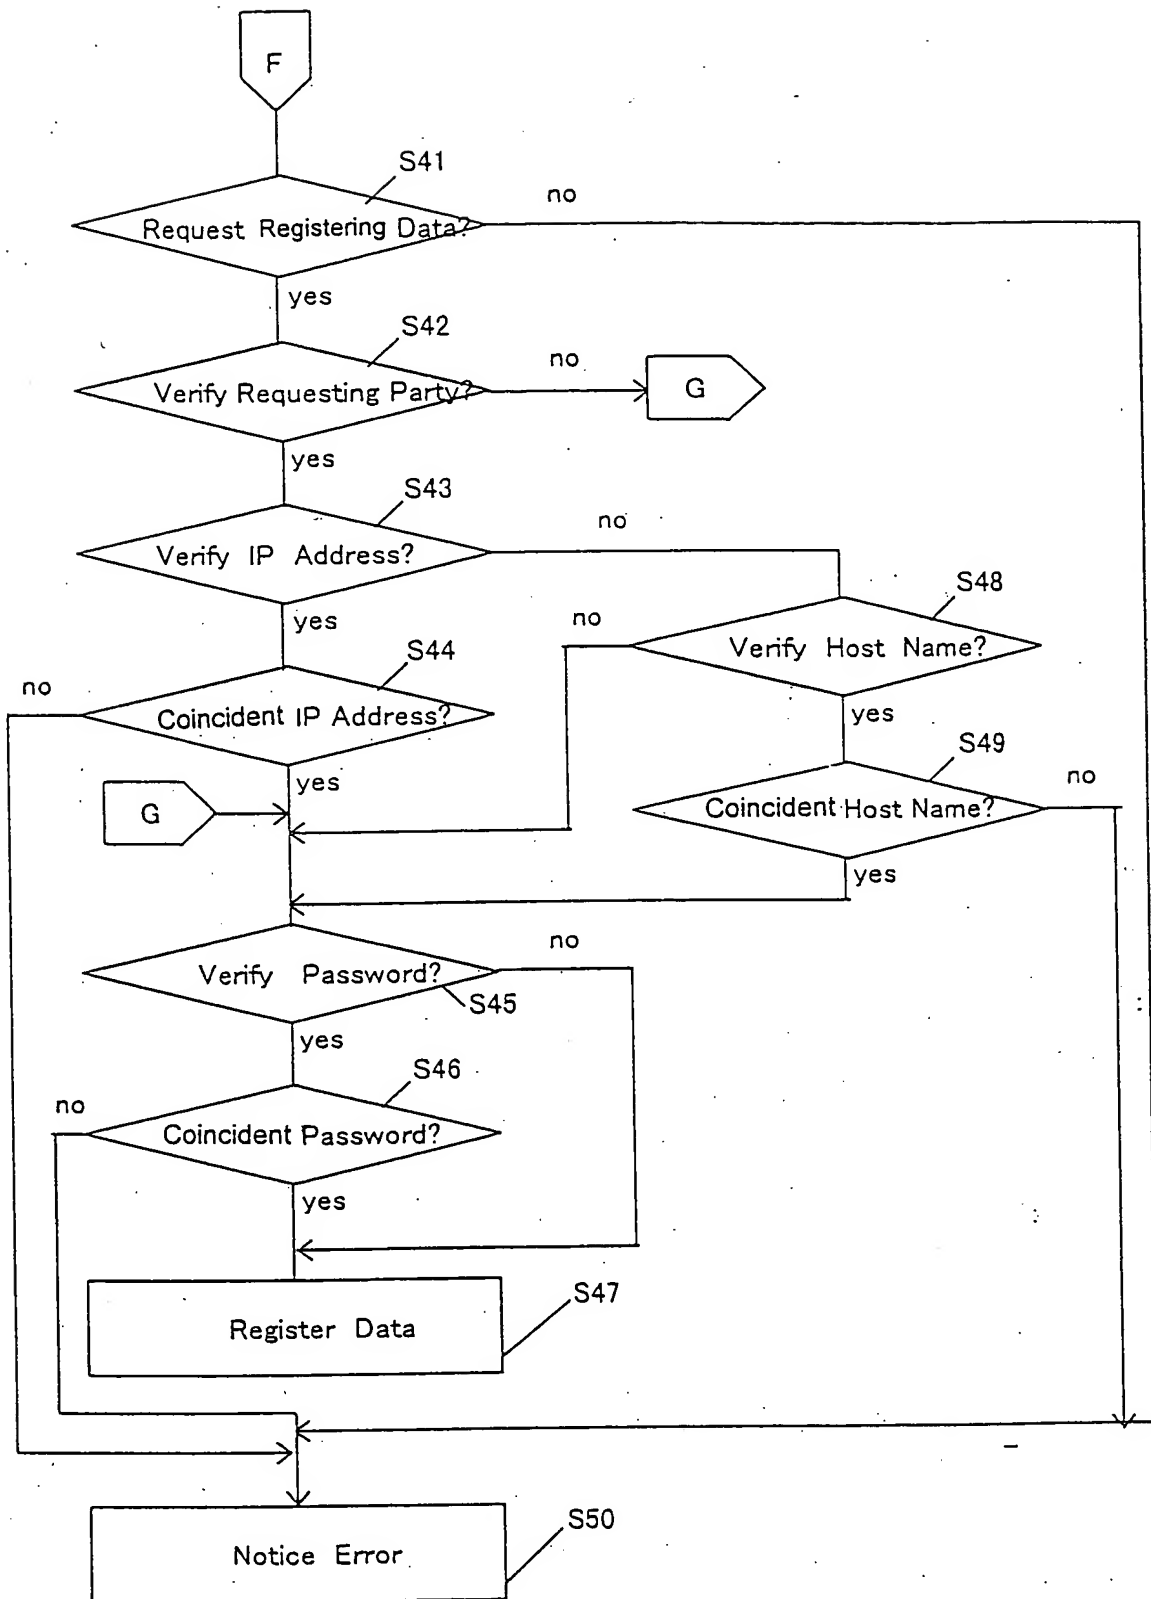 F
S41
no
Request Registering Data?
yes
S42
no
Verify Requesting Party?
G
yes
S43
no
Verify IP Address?
S48
yes
no
Verify Host Name?
S44
no
Coincident IP Address?
yes
S49
yes
no
G
Coincident Host Name?
yes
no
Verify Password?
S45
yes
S46
no
Coincident Password?
yes
S47
Register Data
S50
Notice Error